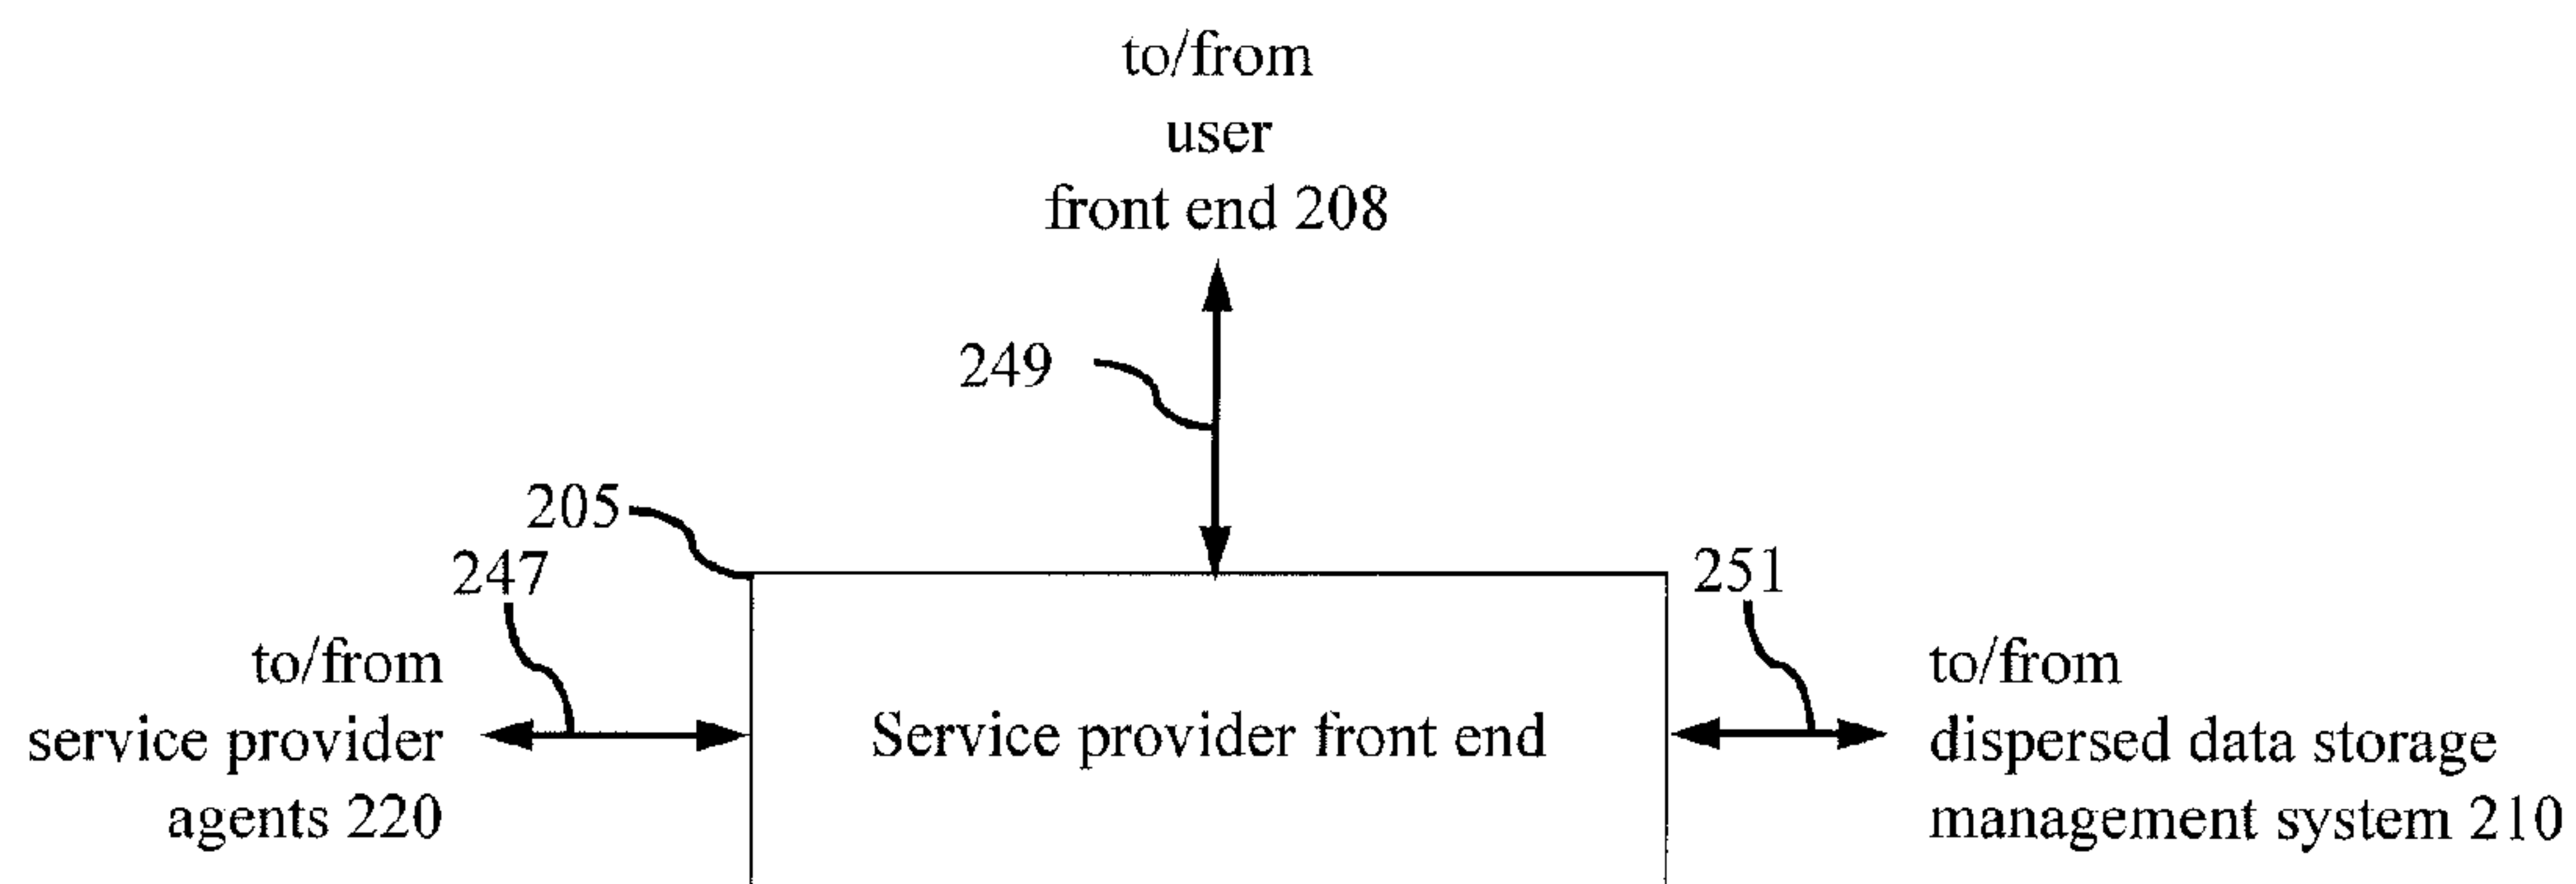 to/from
user
front end 208
249
205
247
251
to/from
service provider
agents 220
Service provider front end
to/from
dispersed data storage
management system 210